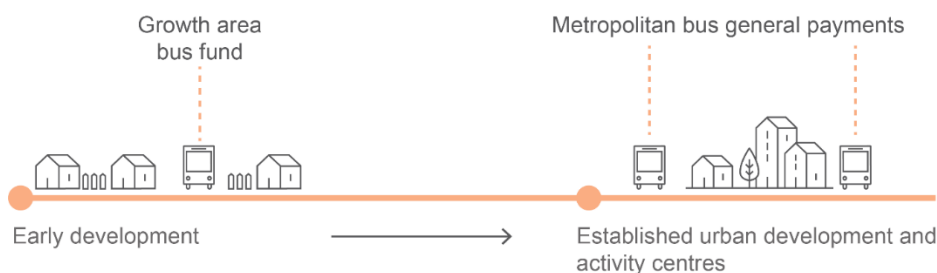 Growth area
bus fund
Metropolitan bus general payments
Early development
Established urban development and
activity centres